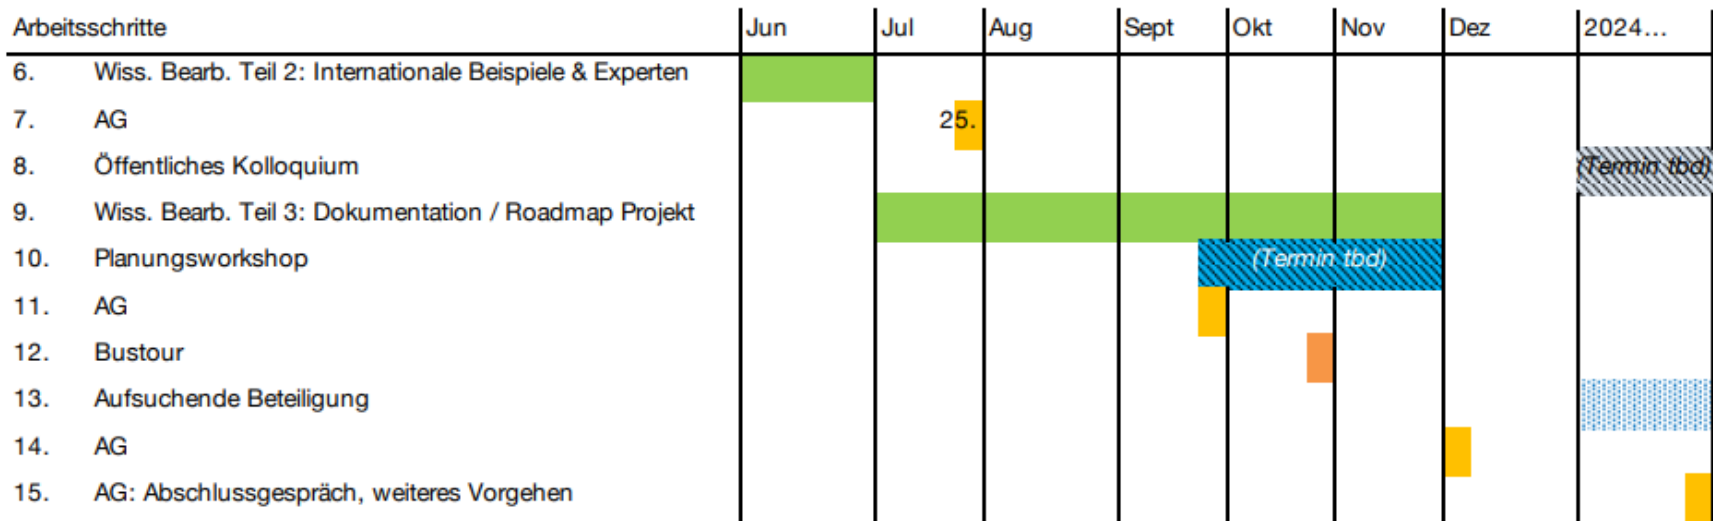 Arbeitsschritte Jun Jul Aug Sept Okt Nov Dez 2024...
6. Wiss. Bearb. Teil 2: Internationale Beispiele & Experten
7. AG 25.
8. Öffentliches Kolloquium (Termin tbd)
9. Wiss. Bearb. Teil 3: Dokumentation / Roadmap Projekt
10. Planungsworkshop (Termin tbd)
11. AG
12. Bustour
13. Aufsuchende Beteiligung
14. AG
15. AG: Abschlussgespräch, weiteres Vorgehen